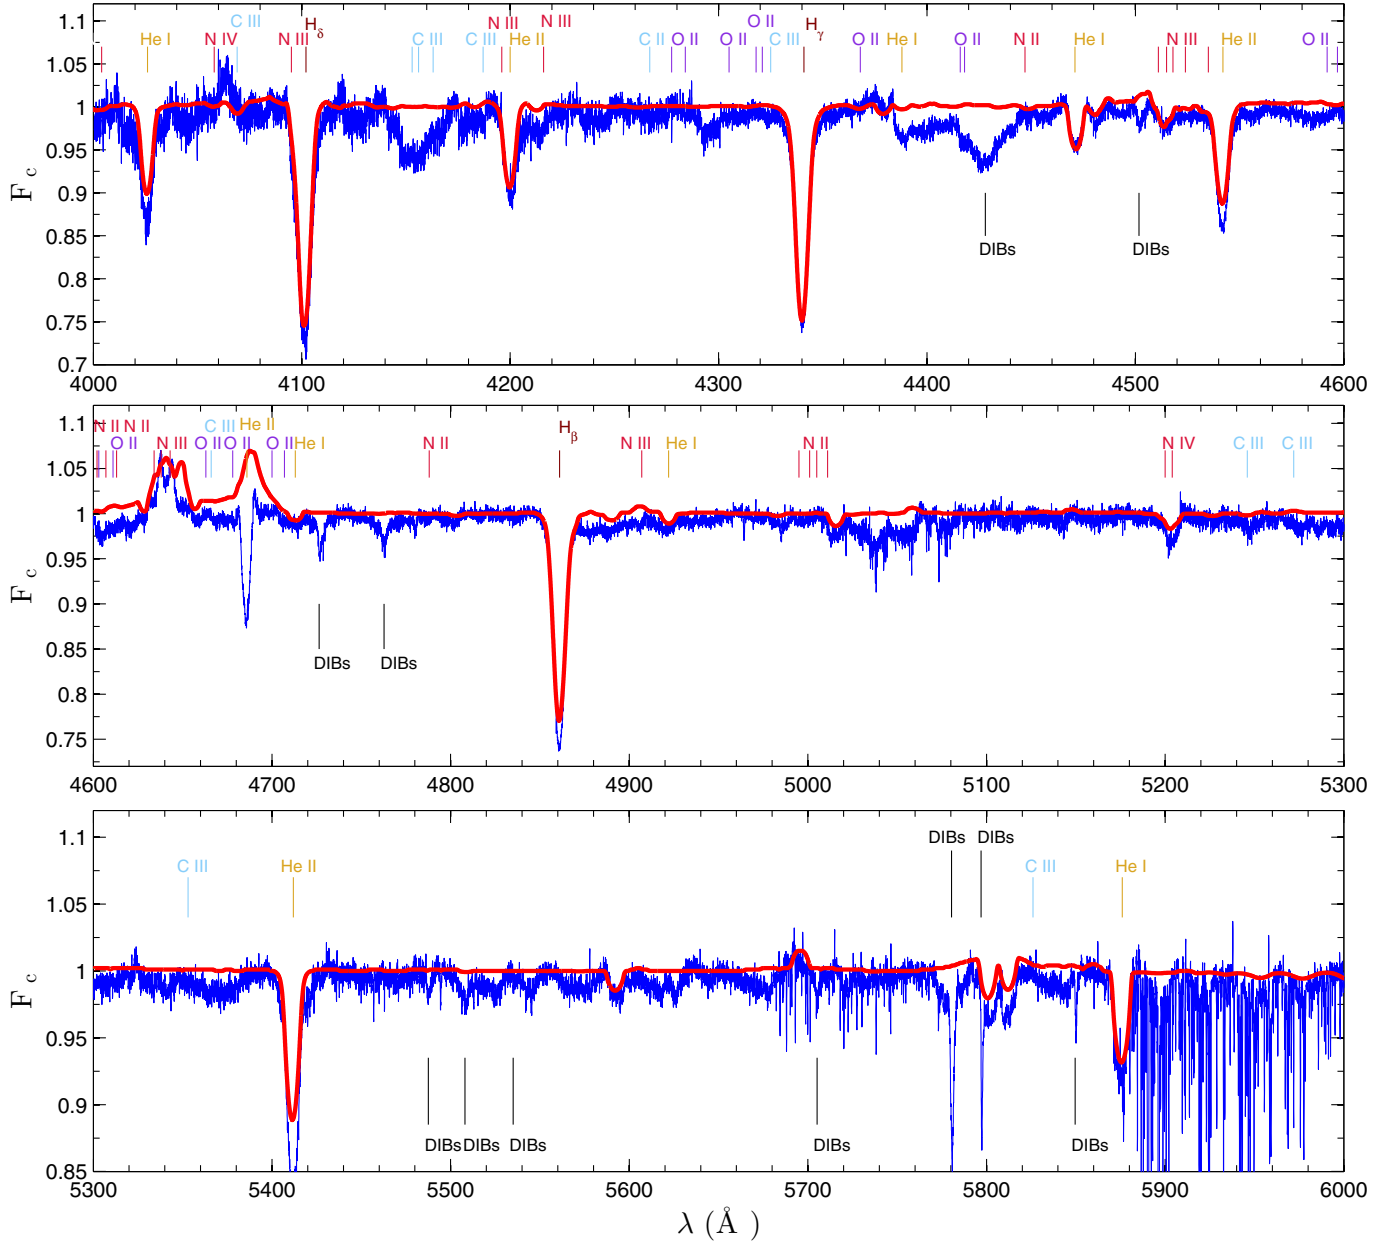 1.1
1.05
1
0.95
0.9
0.85
0.8
0.75
0.7
F c
C III N III N III O II
Hδ Hγ
He I N IV N III C III C III He II C II O II O II C III O II He I O II N II He I N III He II O II
DIBs DIBs
4000 4100 4200 4300 4400 4500 4600
1.1
1.05
1
0.95
0.9
0.85
0.8
0.75
F c
N II N II C III He II Hβ
O II N III O II O II O II He I N II N III He I N II N IV C III C III
DIBs DIBs
4600 4700 4800 4900 5000 5100 5200 5300
1.1
1.05
1
0.95
0.9
0.85
F c
DIBs DIBs
C III He II C III He I
DIBs DIBs DIBs DIBs DIBs
5300 5400 5500 5600 5700 5800 5900 6000
λ (Å )